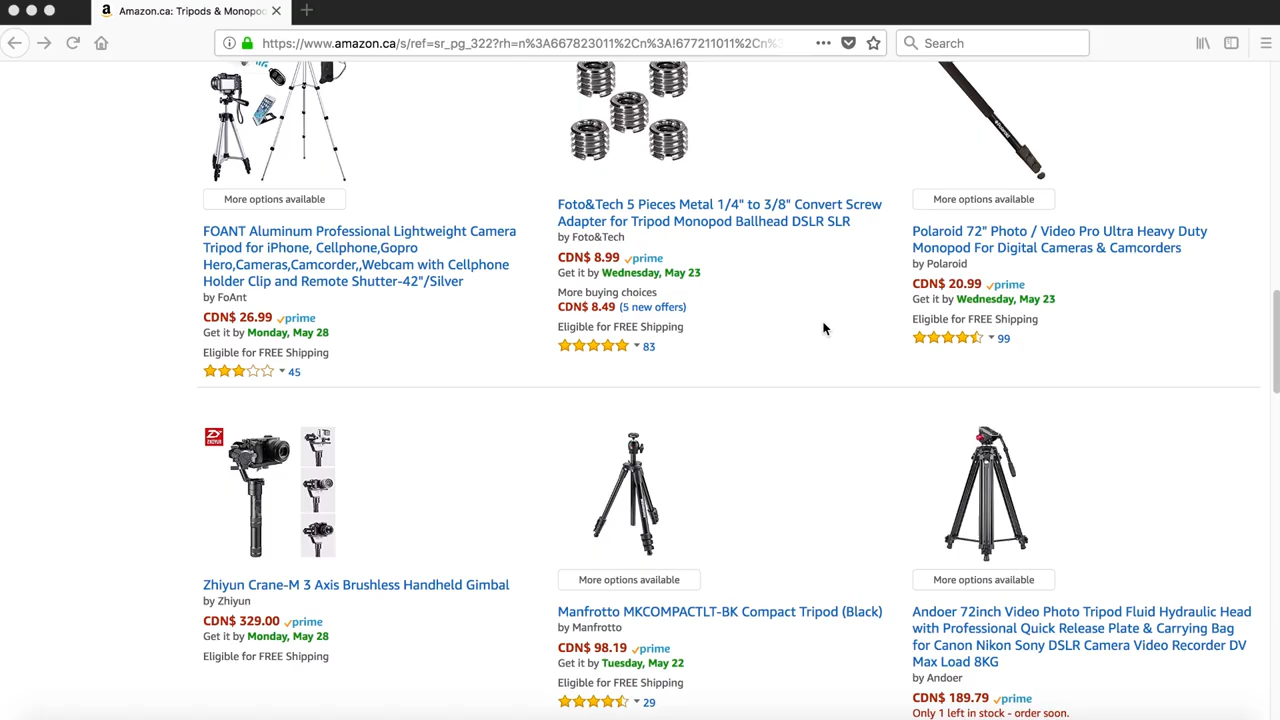 Amazon.ca: Tripods & Monopo
https://www.amazon.ca/s/ref=sr_pg_322?rh=n%3A667823011%2Cn%3A!677211011%2Cn%
Search
More options available
FOANT Aluminum Professional Lightweight Camera
Tripod for iPhone, Cellphone,Gopro
Hero,Cameras,Camcorder,,Webcam with Cellphone
Holder Clip and Remote Shutter-42"/Silver
by FoAnt
CDN$ 26.99 prime
Get it by Monday, May 28
Eligible for FREE Shipping
45
Foto&Tech 5 Pieces Metal 1/4" to 3/8" Convert Screw
Adapter for Tripod Monopod Ballhead DSLR SLR
by Foto&Tech
CDN$ 8.99 prime
Get it by Wednesday, May 23
More buying choices
CDN$ 8.49 (5 new offers)
Eligible for FREE Shipping
83
More options available
Polaroid 72" Photo / Video Pro Ultra Heavy Duty
Monopod For Digital Cameras & Camcorders
by Polaroid
CDN$ 20.99 prime
Get it by Wednesday, May 23
Eligible for FREE Shipping
99
Zhiyun Crane-M 3 Axis Brushless Handheld Gimbal
by Zhiyun
CDN$ 329.00 prime
Get it by Monday, May 28
Eligible for FREE Shipping
More options available
Manfrotto MKCOMPACTLT-BK Compact Tripod (Black)
by Manfrotto
CDN$ 98.19 prime
Get it by Tuesday, May 22
Eligible for FREE Shipping
29
More options available
Andoer 72inch Video Photo Tripod Fluid Hydraulic Head
with Professional Quick Release Plate & Carrying Bag
for Canon Nikon Sony DSLR Camera Video Recorder DV
Max Load 8KG
by Andoer
CDN$ 189.79 prime
Only 1 left in stock - order soon.